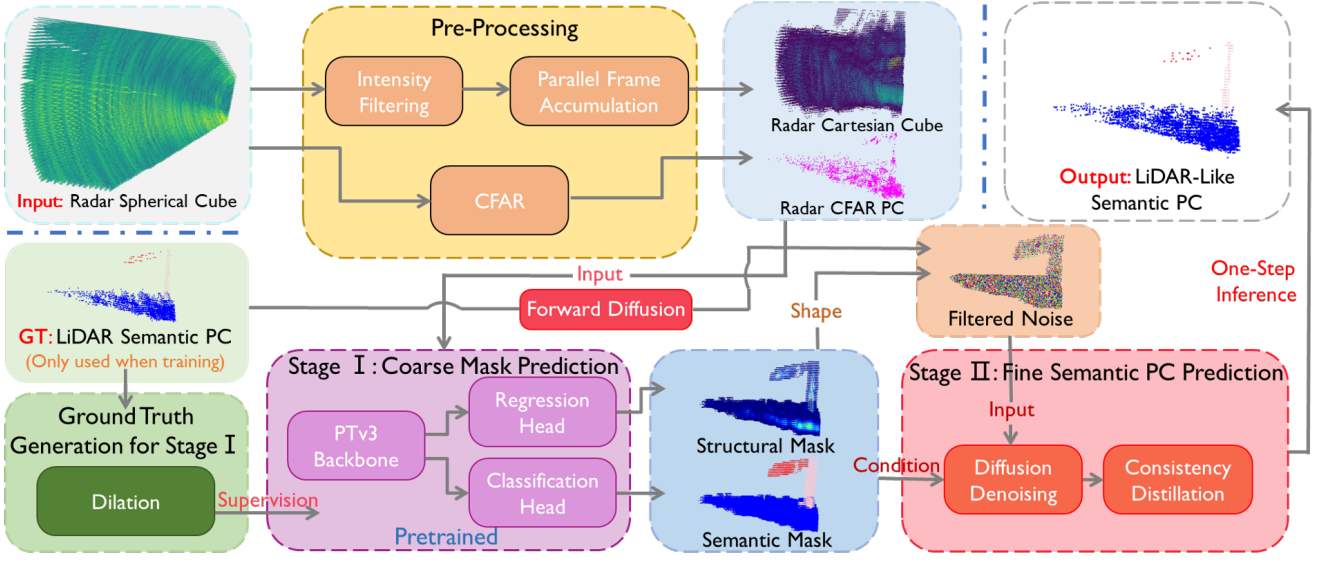 Input: Radar Spherical Cube
Pre-Processing
Intensity
Filtering
Parallel Frame
Accumulation
CFAR
Radar Cartesian Cube
Radar CFAR PC
Output: LiDAR-Like
Semantic PC
GT: LiDAR Semantic PC
(Only used when training)
Input
Forward Diffusion
Shape
Filtered Noise
One-Step
Inference
Ground Truth
Generation for Stage Ⅰ
Dilation
Supervision
Stage Ⅰ: Coarse Mask Prediction
PTv3
Backbone
Regression
Head
Classification
Head
Pretrained
Structural Mask
Semantic Mask
Condition
Stage Ⅱ: Fine Semantic PC Prediction
Input
Diffusion
Denoising
Consistency
Distillation